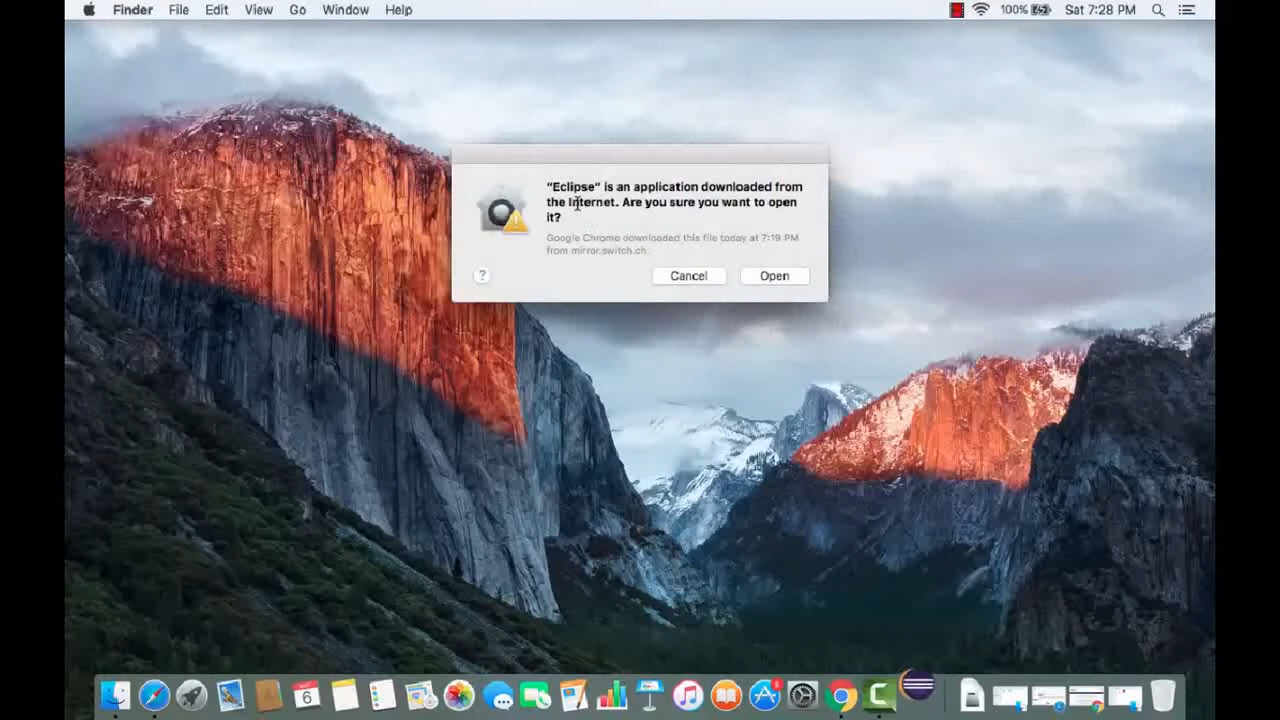 Finder File Edit View Go Window Help 100% Sat 7:28 PM
"Eclipse" is an application downloaded from
the Internet. Are you sure you want to open
it?
Google Chrome downloaded this file today at 7:19 PM
from mirror.switch.ch.
? Cancel Open
6